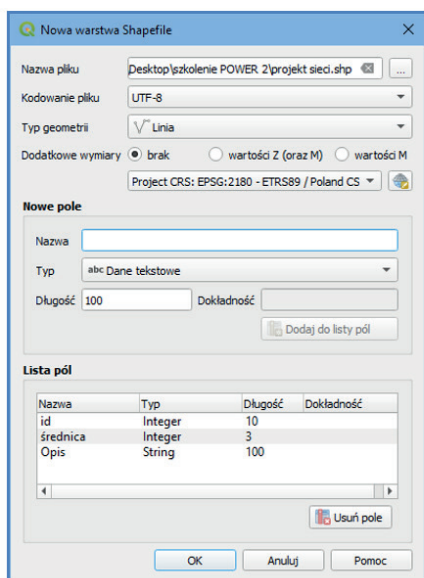 Nowa warstwa Shapefile
Nazwa pliku Desktop\szkolenie POWER 2\projekt sieci.shp ...
Kodowanie pliku UTF-8
Typ geometrii Linia
Dodatkowe wymiary brak wartości Z (oraz M) wartości M
Project CRS: EPSG:2180 - ETRS89 / Poland CS
Nowe pole
Nazwa
Typ abc Dane tekstowe
Długość 100 Dokładność
Dodaj do listy pól
Lista pól
Nazwa Typ Długość Dokładność
id Integer 10
średnica Integer 3
Opis String 100
Usuń pole
OK Anuluj Pomoc